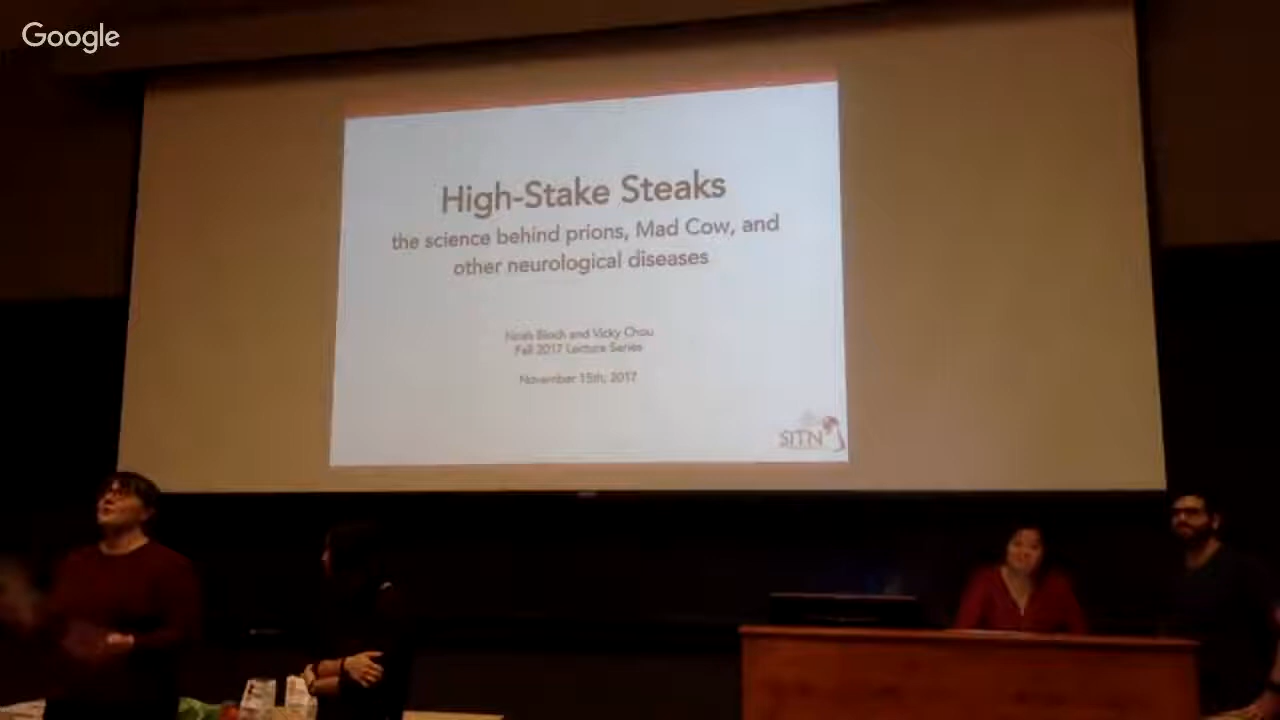 Google
High-Stake Steaks
the science behind prions, Mad Cow, and
other neurological diseases
Noah Bloch and Vicky Chou
Fall 2017 Lecture Series
November 15th, 2017
SITN